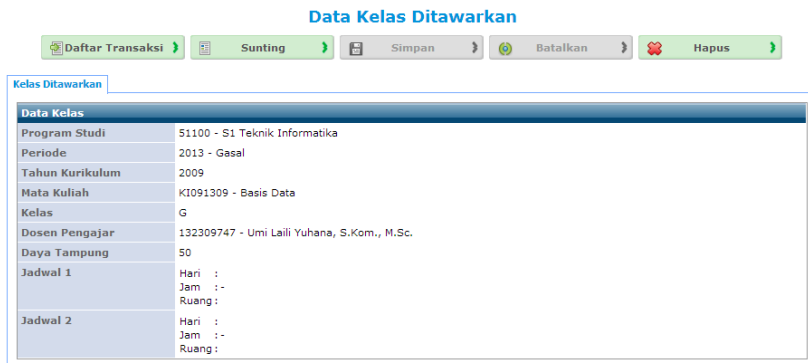 Data Kelas Ditawarkan
Daftar Transaksi Sunting Simpan Batalkan Hapus
Kelas Ditawarkan
Data Kelas
Program Studi 51100 - S1 Teknik Informatika
Periode 2013 - Gasal
Tahun Kurikulum 2009
Mata Kuliah KI091309 - Basis Data
Kelas G
Dosen Pengajar 132309747 - Umi Laili Yuhana, S.Kom., M.Sc.
Daya Tampung 50
Jadwal 1 Hari :
Jam : -
Ruang :
Jadwal 2 Hari :
Jam : -
Ruang :